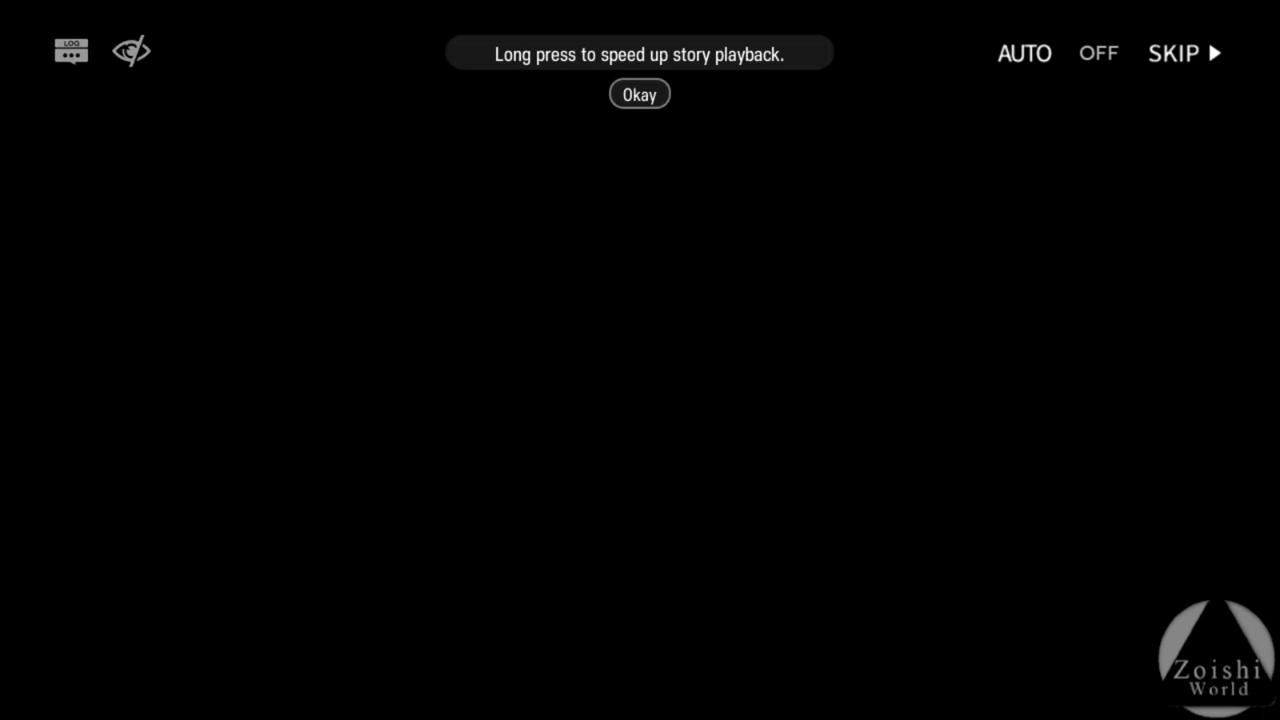 LOG
Long press to speed up story playback.
AUTO OFF SKIP
Okay
Zoishi
World